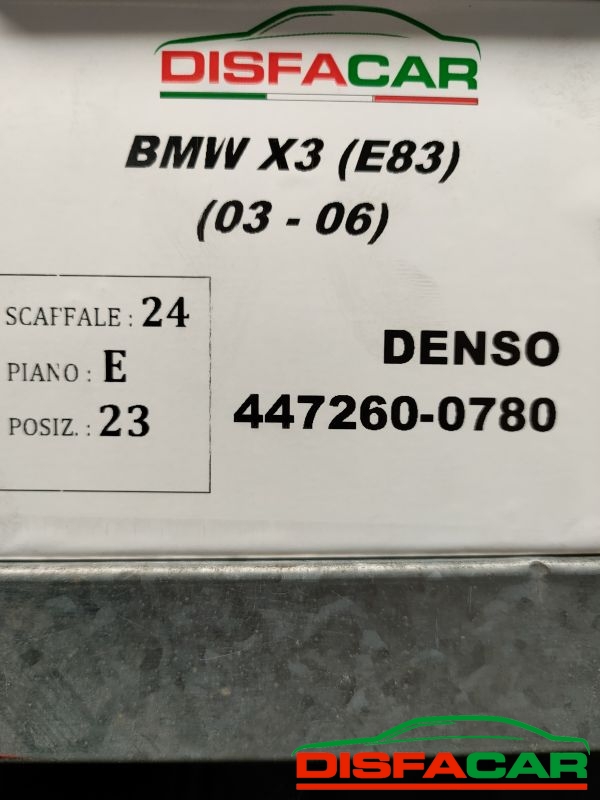 DISFACAR
BMW X3 (E83)
(03 - 06)
SCAFFALE : 24
PIANO : E
POSIZ. : 23
DENSO
447260-0780
DISFACAR